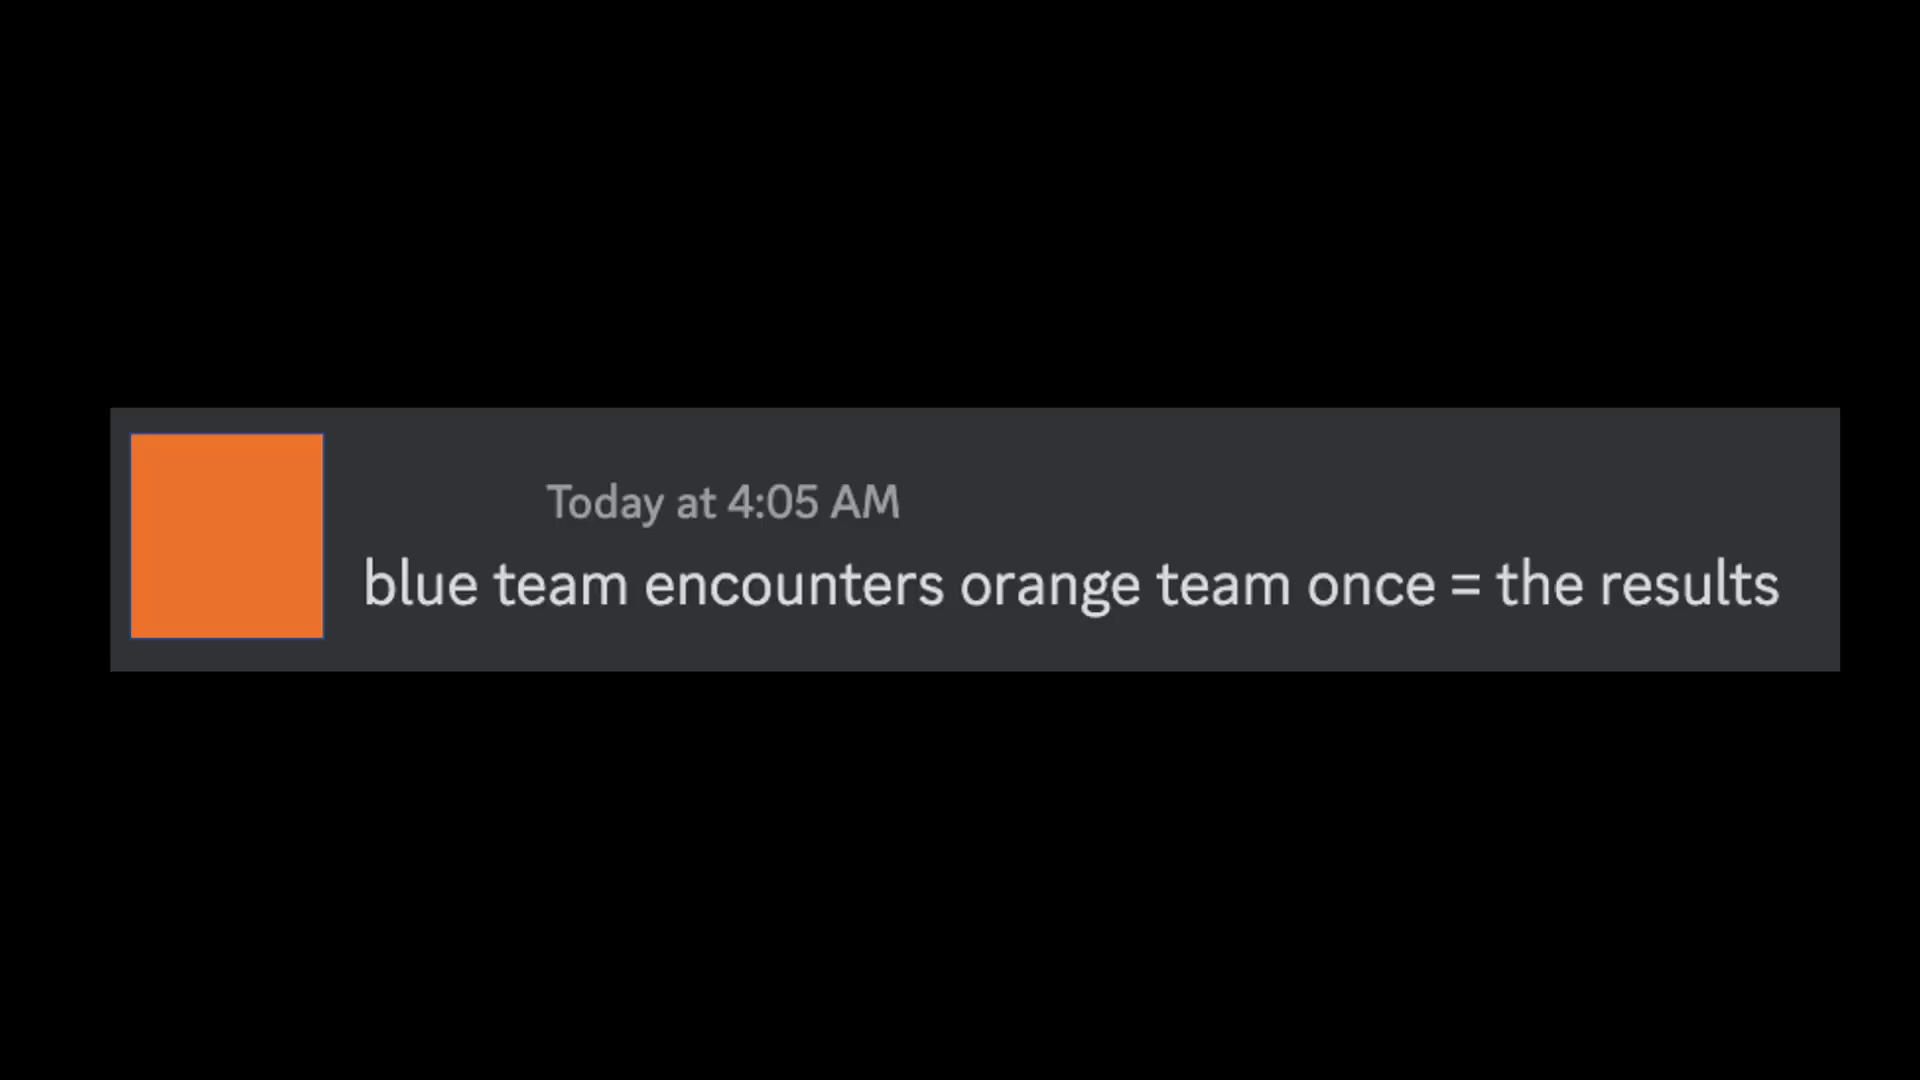 Today at 4:05 AM
blue team encounters orange team once = the results